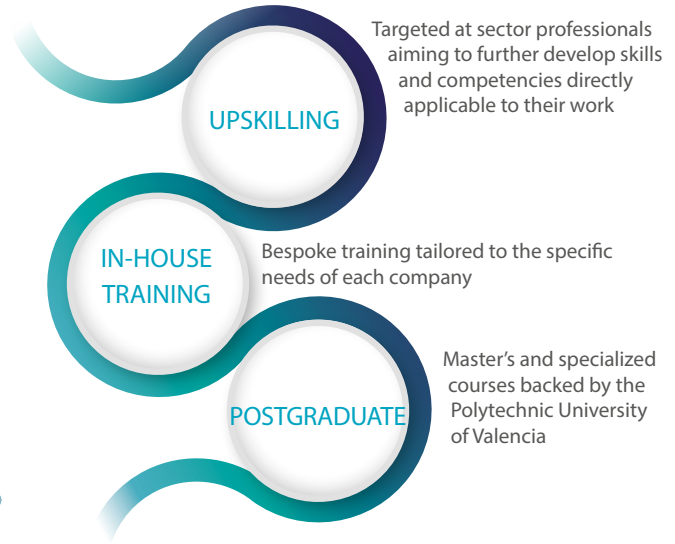 Targeted at sector professionals
aiming to further develop skills
and competencies directly
applicable to their work
UPSKILLING
IN-HOUSE
TRAINING
Bespoke training tailored to the specific
needs of each company
Master's and specialized
courses backed by the
Polytechnic University
of Valencia
POSTGRADUATE